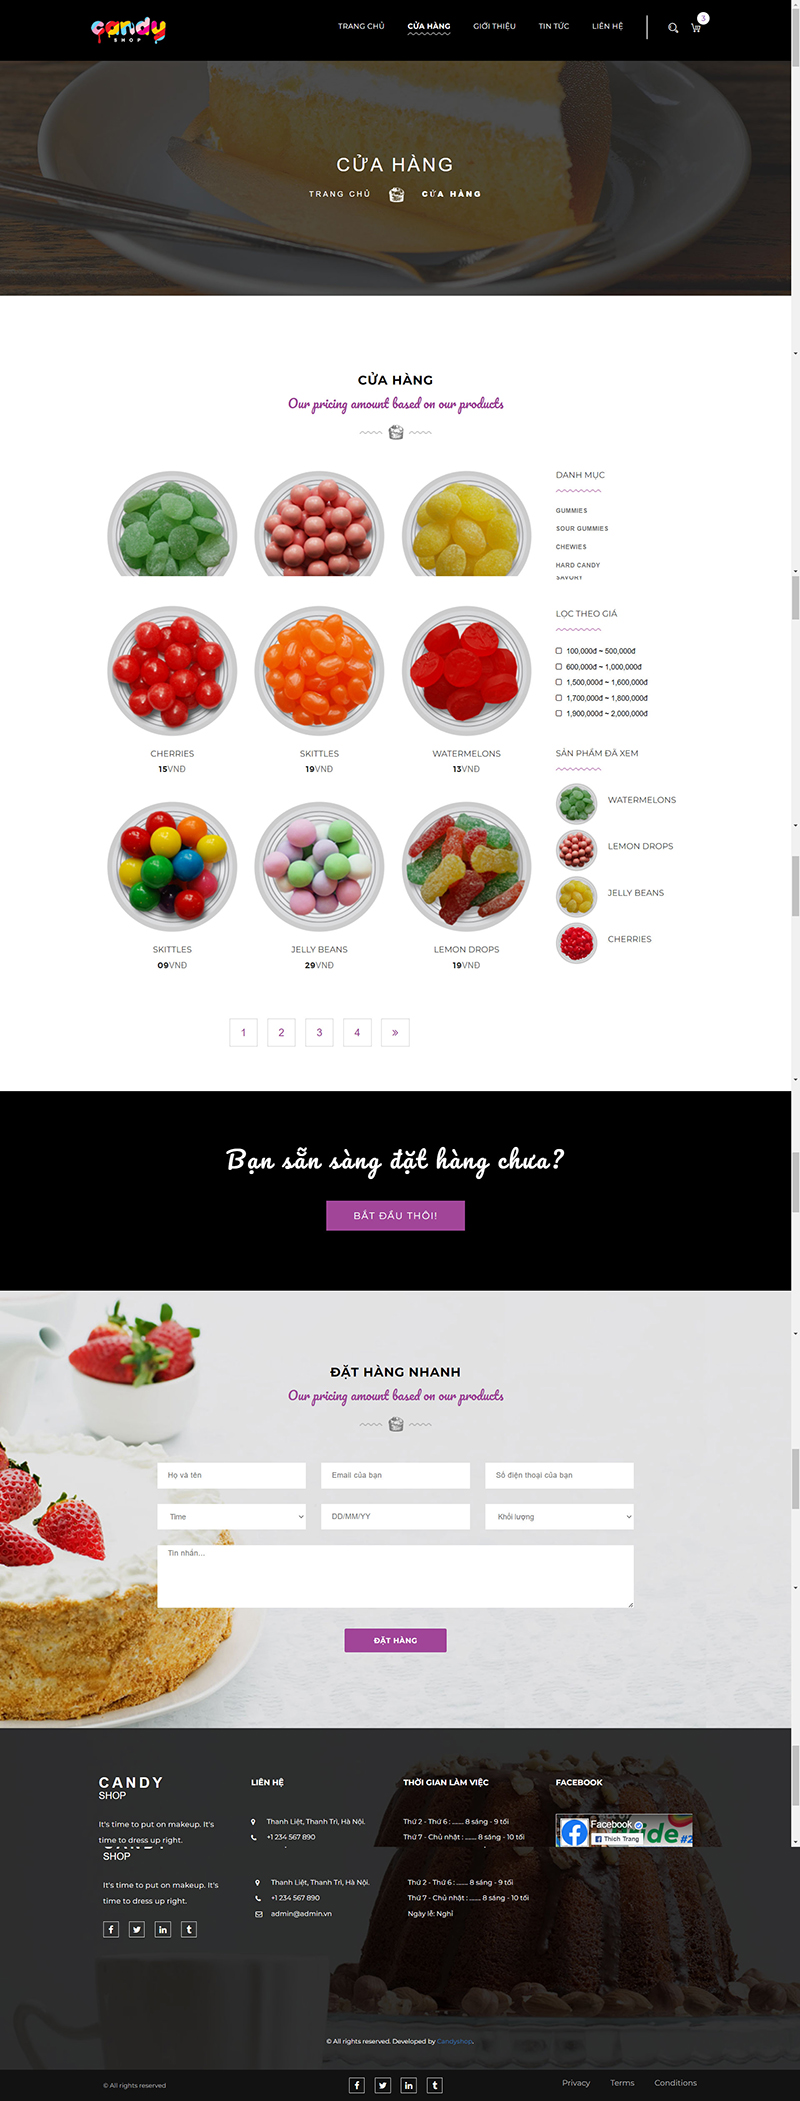 candy
SHOP
TRANG CHỦ
CỬA HÀNG
GIỚI THIỆU
TIN TỨC
LIÊN HỆ
3
CỬA HÀNG
TRANG CHỦ
CỬA HÀNG
CỬA HÀNG
Our pricing amount based on our products
DANH MỤC
GUMMIES
SOUR GUMMIES
CHEWIES
HARD CANDY
SAVORY
LỌC THEO GIÁ
100,000đ ~ 500,000đ
600,000đ ~ 1,000,000đ
1,500,000đ ~ 1,600,000đ
1,700,000đ ~ 1,800,000đ
1,900,000đ ~ 2,000,000đ
CHERRIES
15VNĐ
SKITTLES
19VNĐ
WATERMELONS
13VNĐ
SẢN PHẨM ĐÃ XEM
WATERMELONS
LEMON DROPS
JELLY BEANS
CHERRIES
SKITTLES
09VNĐ
JELLY BEANS
29VNĐ
LEMON DROPS
19VNĐ
1 2 3 4 »
Bạn sẵn sàng đặt hàng chưa?
BẮT ĐẦU THÔI!
ĐẶT HÀNG NHANH
Our pricing amount based on our products
Họ và tên
Email của bạn
Số điện thoại của bạn
Time
DD/MM/YY
Khối lượng
Tin nhắn...
ĐẶT HÀNG
CANDY
SHOP
It's time to put on makeup. It's
time to dress up right.
LIÊN HỆ
Thanh Liệt, Thanh Trì, Hà Nội.
+1 234 567 890
THỜI GIAN LÀM VIỆC
Thứ 2 - Thứ 6 : ....... 8 sáng - 9 tối
Thứ 7 - Chủ nhật : ....... 8 sáng - 10 tối
FACEBOOK
Facebook
Thích Trang
ide #2
SHOP
It's time to put on makeup. It's
time to dress up right.
Thanh Liệt, Thanh Trì, Hà Nội.
+1 234 567 890
admin@admin.vn
Thứ 2 - Thứ 6 : ....... 8 sáng - 9 tối
Thứ 7 - Chủ nhật : ....... 8 sáng - 10 tối
Ngày lễ: Nghỉ
© All rights reserved. Developed by Candyshop.
© All rights reserved
Privacy
Terms
Conditions